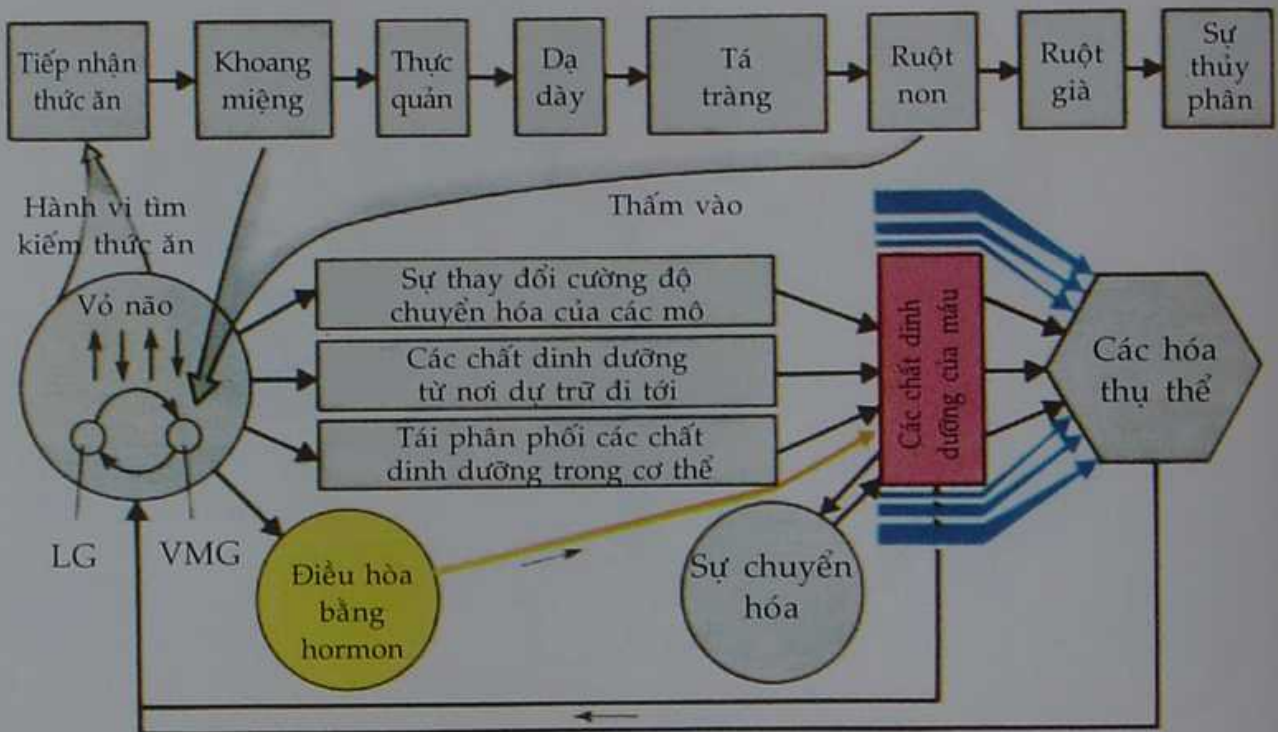 Tiếp nhận
thức ăn
Khoang
miệng
Thực
quản
Dạ
dày
Tá
tràng
Ruột
non
Ruột
già
Sự
thủy
phân
Hành vi tìm
kiếm thức ăn
Thấm vào
Vỏ não
Sự thay đổi cường độ
chuyển hóa của các mô
Các chất dinh dưỡng
từ nơi dự trữ đi tới
Tái phân phối các chất
dinh dưỡng trong cơ thể
Các chất dinh
dưỡng của máu
Các hóa
thụ thể
LG
VMG
Điều hòa
bằng
hormon
Sự chuyển
hóa